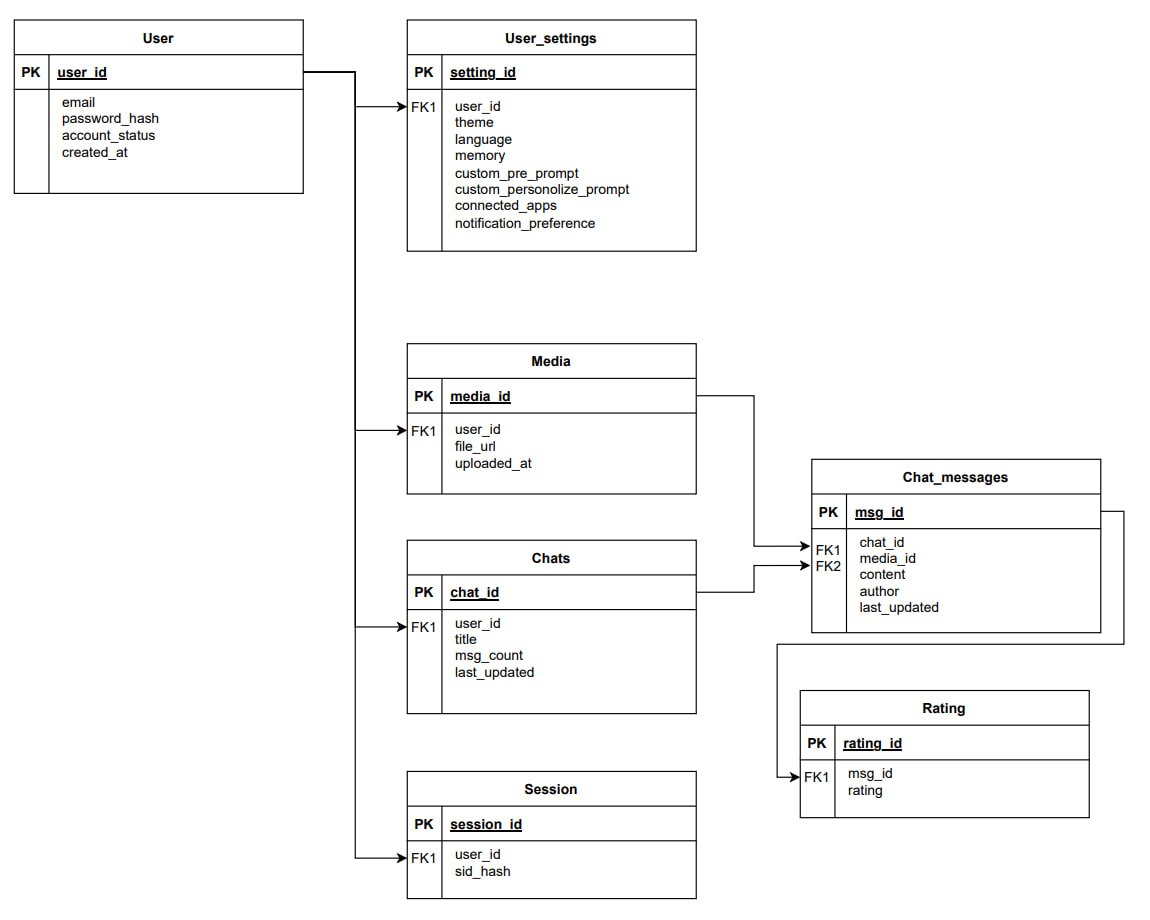 User
PK user_id
email
password_hash
account_status
created_at
User_settings
PK setting_id
FK1 user_id
theme
language
memory
custom_pre_prompt
custom_personolize_prompt
connected_apps
notification_preference
Media
PK media_id
FK1 user_id
file_url
uploaded_at
Chats
PK chat_id
FK1 user_id
title
msg_count
last_updated
Session
PK session_id
FK1 user_id
sid_hash
Chat_messages
PK msg_id
FK1 chat_id
FK2 media_id
content
author
last_updated
Rating
PK rating_id
FK1 msg_id
rating